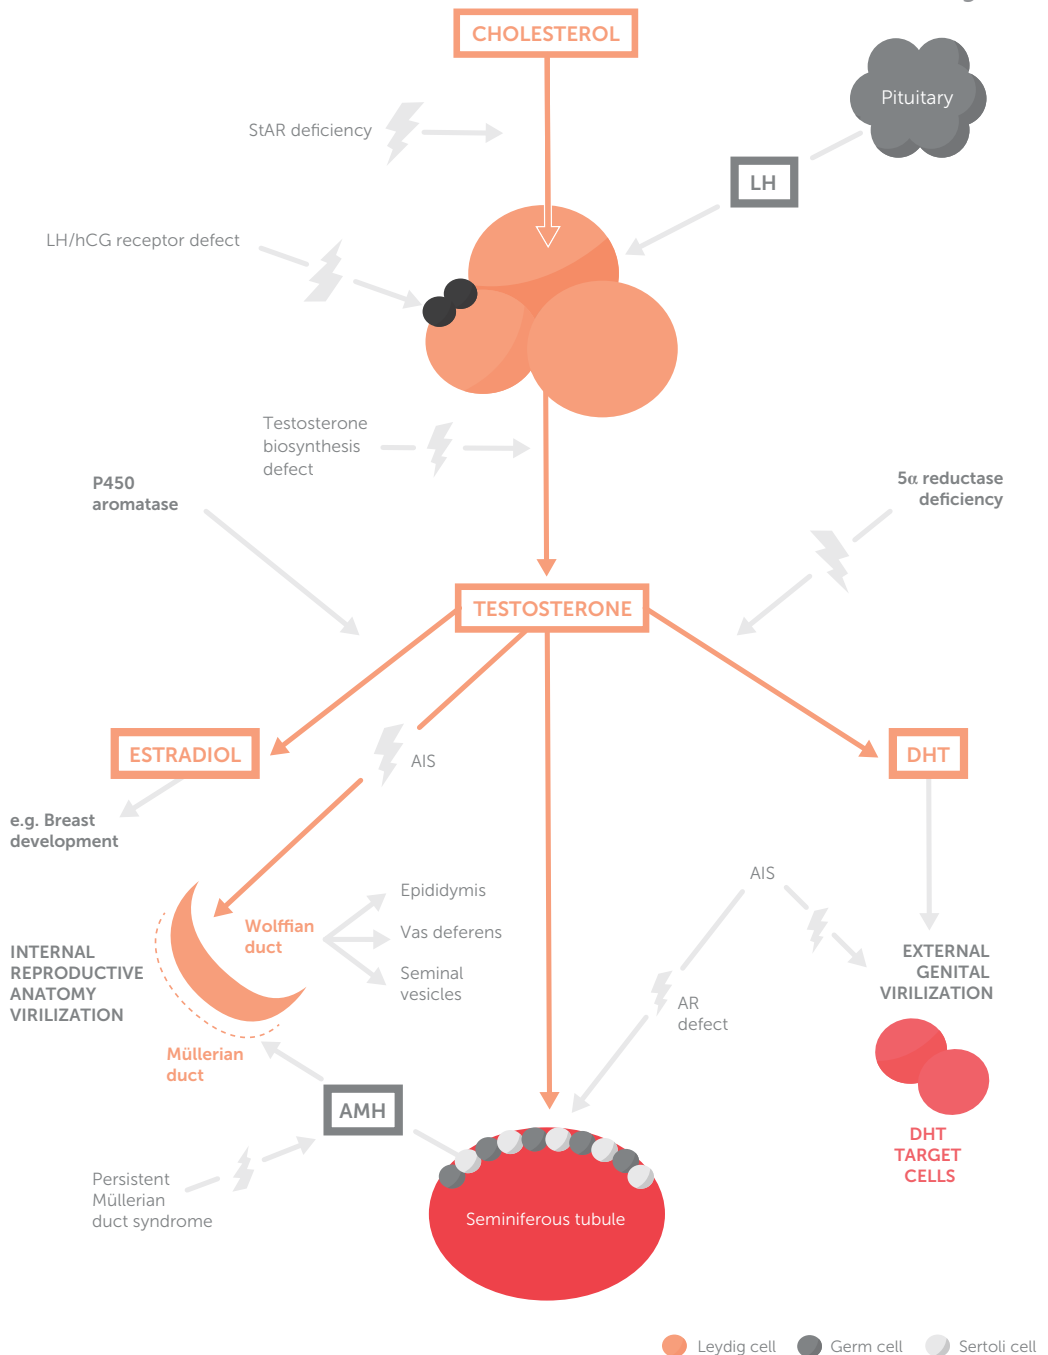 CHOLESTEROL
Pituitary
StAR deficiency
LH
LH/hCG receptor defect
Testosterone
biosynthesis
defect
P450
aromatase
5α reductase
deficiency
TESTOSTERONE
ESTRADIOL
AIS
DHT
e.g. Breast
development
AIS
Epididymis
Wolffian
duct
Vas deferens
Seminal
vesicles
INTERNAL
REPRODUCTIVE
ANATOMY
VIRILIZATION
EXTERNAL
GENITAL
VIRILIZATION
AR
defect
Müllerian
duct
AMH
DHT
TARGET
CELLS
Persistent
Müllerian
duct syndrome
Seminiferous tubule
Leydig cell
Germ cell
Sertoli cell